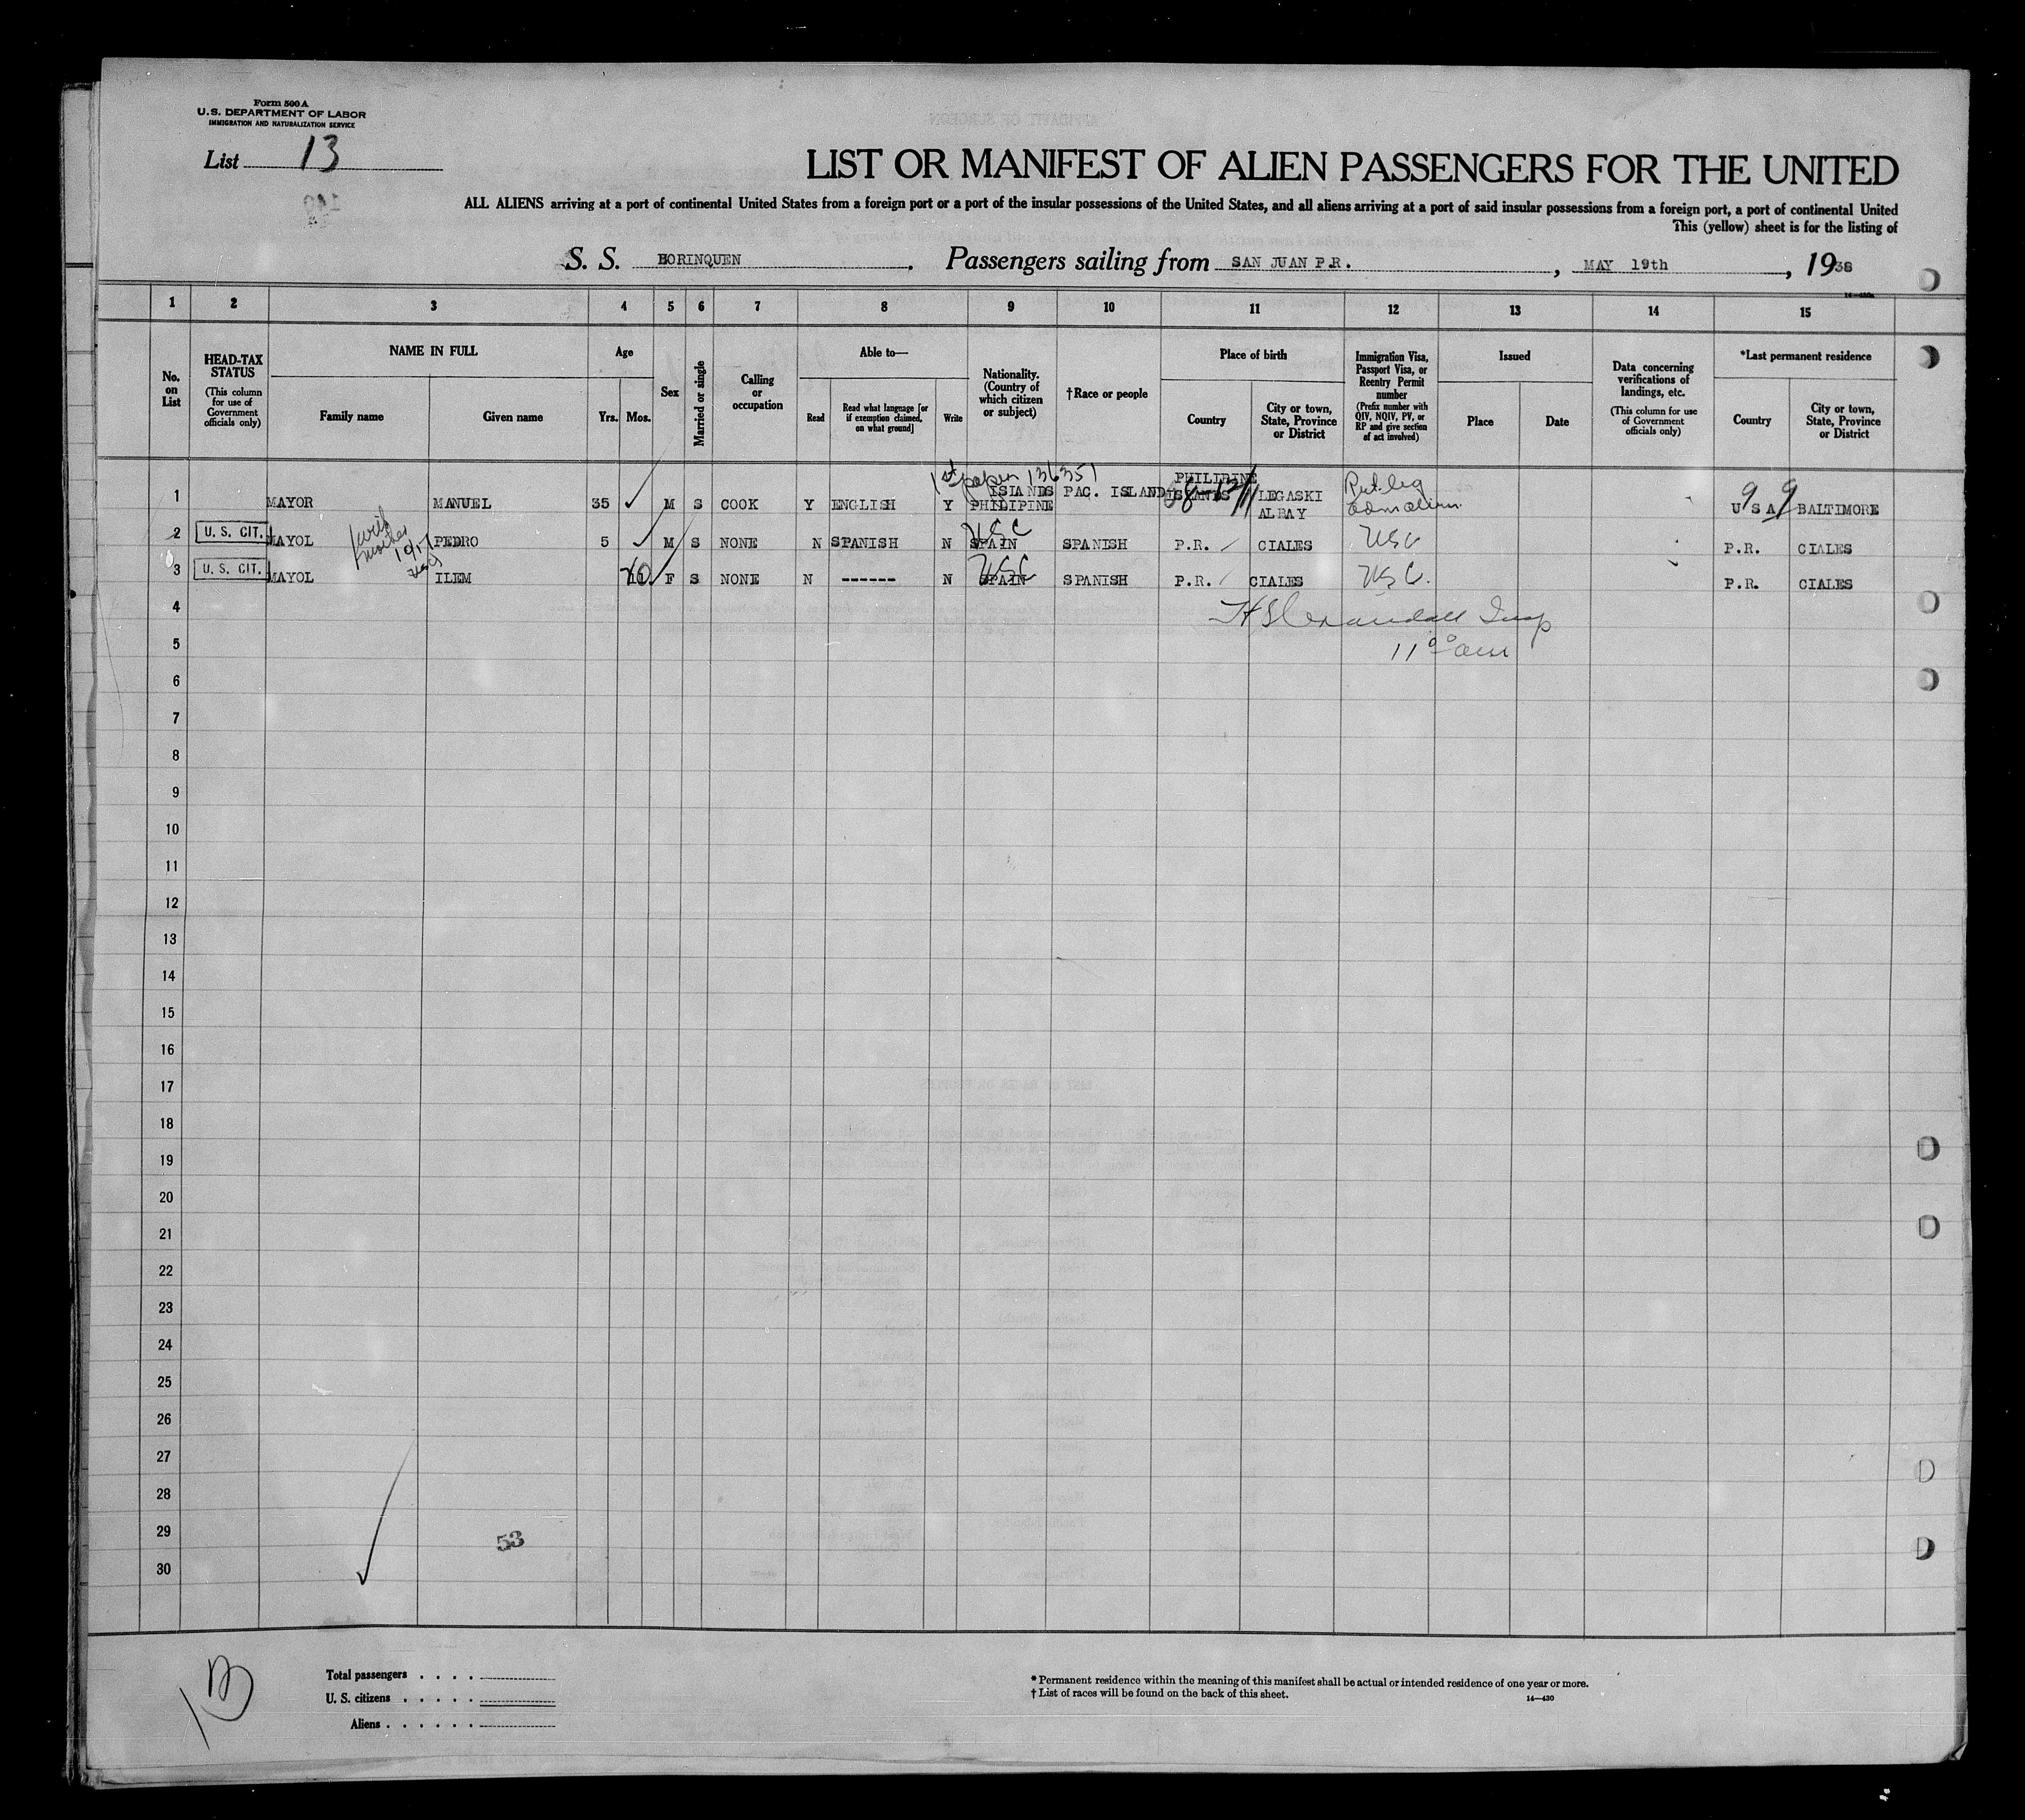 Form 500 A
U.S. DEPARTMENT OF LABOR
IMMIGRATION AND NATURALIZATION SERVICE
List 13
LIST OR MANIFEST OF ALIEN PASSENGERS FOR THE UNITED
ALL ALIENS arriving at a port of continental United States from a foreign port or a port of the insular possessions of the United States, and all aliens arriving at a port of said insular possessions from a foreign port, a port of continental United
This (yellow) sheet is for the listing of
S. S. BORINQUEN. Passengers sailing from SAN JUAN P.R., MAY 19th, 1938
14-430a
1 2 3 4 5 6 7 8 9 10 11 12 13 14 15
No. on List
HEAD-TAX STATUS (This column for use of Government officials only)
NAME IN FULL
Family name Given name
Age
Yrs. Mos.
Sex
Married or single
Calling or occupation
Able to—
Read
Read what language [or if exemption claimed, on what ground]
Write
Nationality. (Country of which citizen or subject)
†Race or people
Place of birth
Country
City or town, State, Province or District
Immigration Visa, Passport Visa, or Reentry Permit number (Prefix number with QIV, NQIV, PV, or RP and give section of act involved)
Issued
Place Date
Data concerning verifications of landings, etc. (This column for use of Government officials only)
*Last permanent residence
Country
City or town, State, Province or District
1st paper 136351
1 MAYOR MANUEL 35 M S COOK Y ENGLISH Y PHILIPINE ISLANDS PAC. ISLAND PHILIPINE ISLANDS LEGASKI ALBAY U S A BALTIMORE
with mother
2 U. S. CIT. MAYOL PEDRO 5 M S NONE N SPANISH N SPAIN USC SPANISH P.R. CIALES USC P.R. CIALES
3 U. S. CIT. MAYOL ILEM 10 F S NONE N ------ N SPAIN USC SPANISH P.R. CIALES USC. P.R. CIALES
4
5 11 00 am
6
7
8
9
10
11
12
13
14
15
16
17
18
19
20
21
22
23
24
25
26
27
28
29
53
30
Total passengers . . . .
U. S. citizens . . . . .
Aliens . . . . . .
* Permanent residence within the meaning of this manifest shall be actual or intended residence of one year or more.
† List of races will be found on the back of this sheet.
14-430